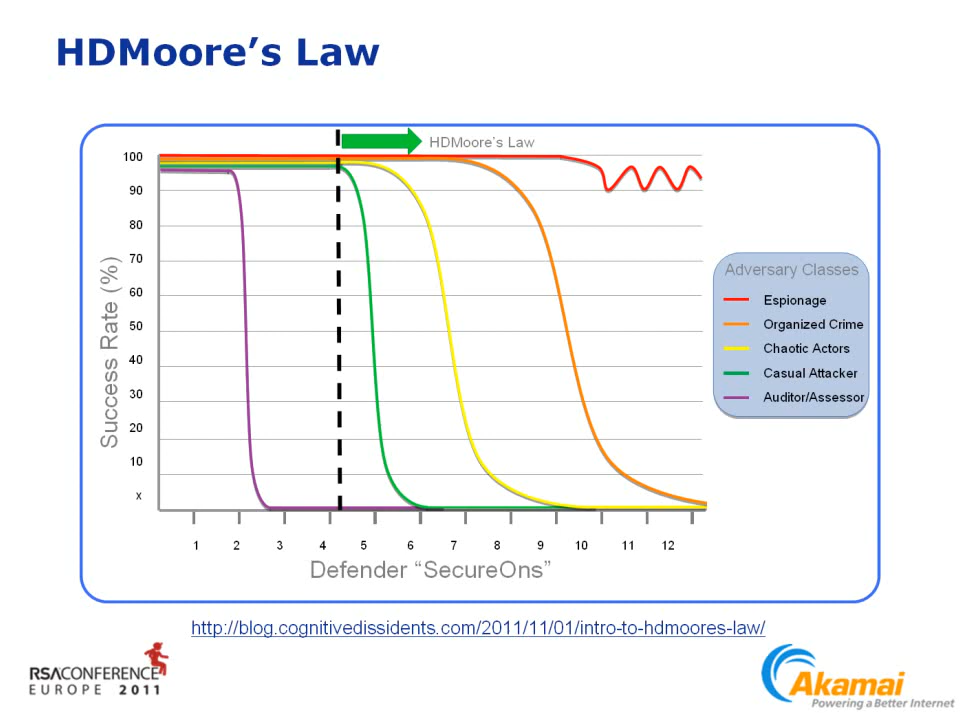 HDMoore’s Law
HDMoore’s Law
100
90
80
70
60
50
40
30
20
10
x
Success Rate (%)
1 2 3 4 5 6 7 8 9 10 11 12
Defender “SecureOns”
Adversary Classes
Espionage
Organized Crime
Chaotic Actors
Casual Attacker
Auditor/Assessor
http://blog.cognitivedissidents.com/2011/11/01/intro-to-hdmoores-law/
RSACONFERENCE
EUROPE 2011
Akamai
Powering a Better Internet